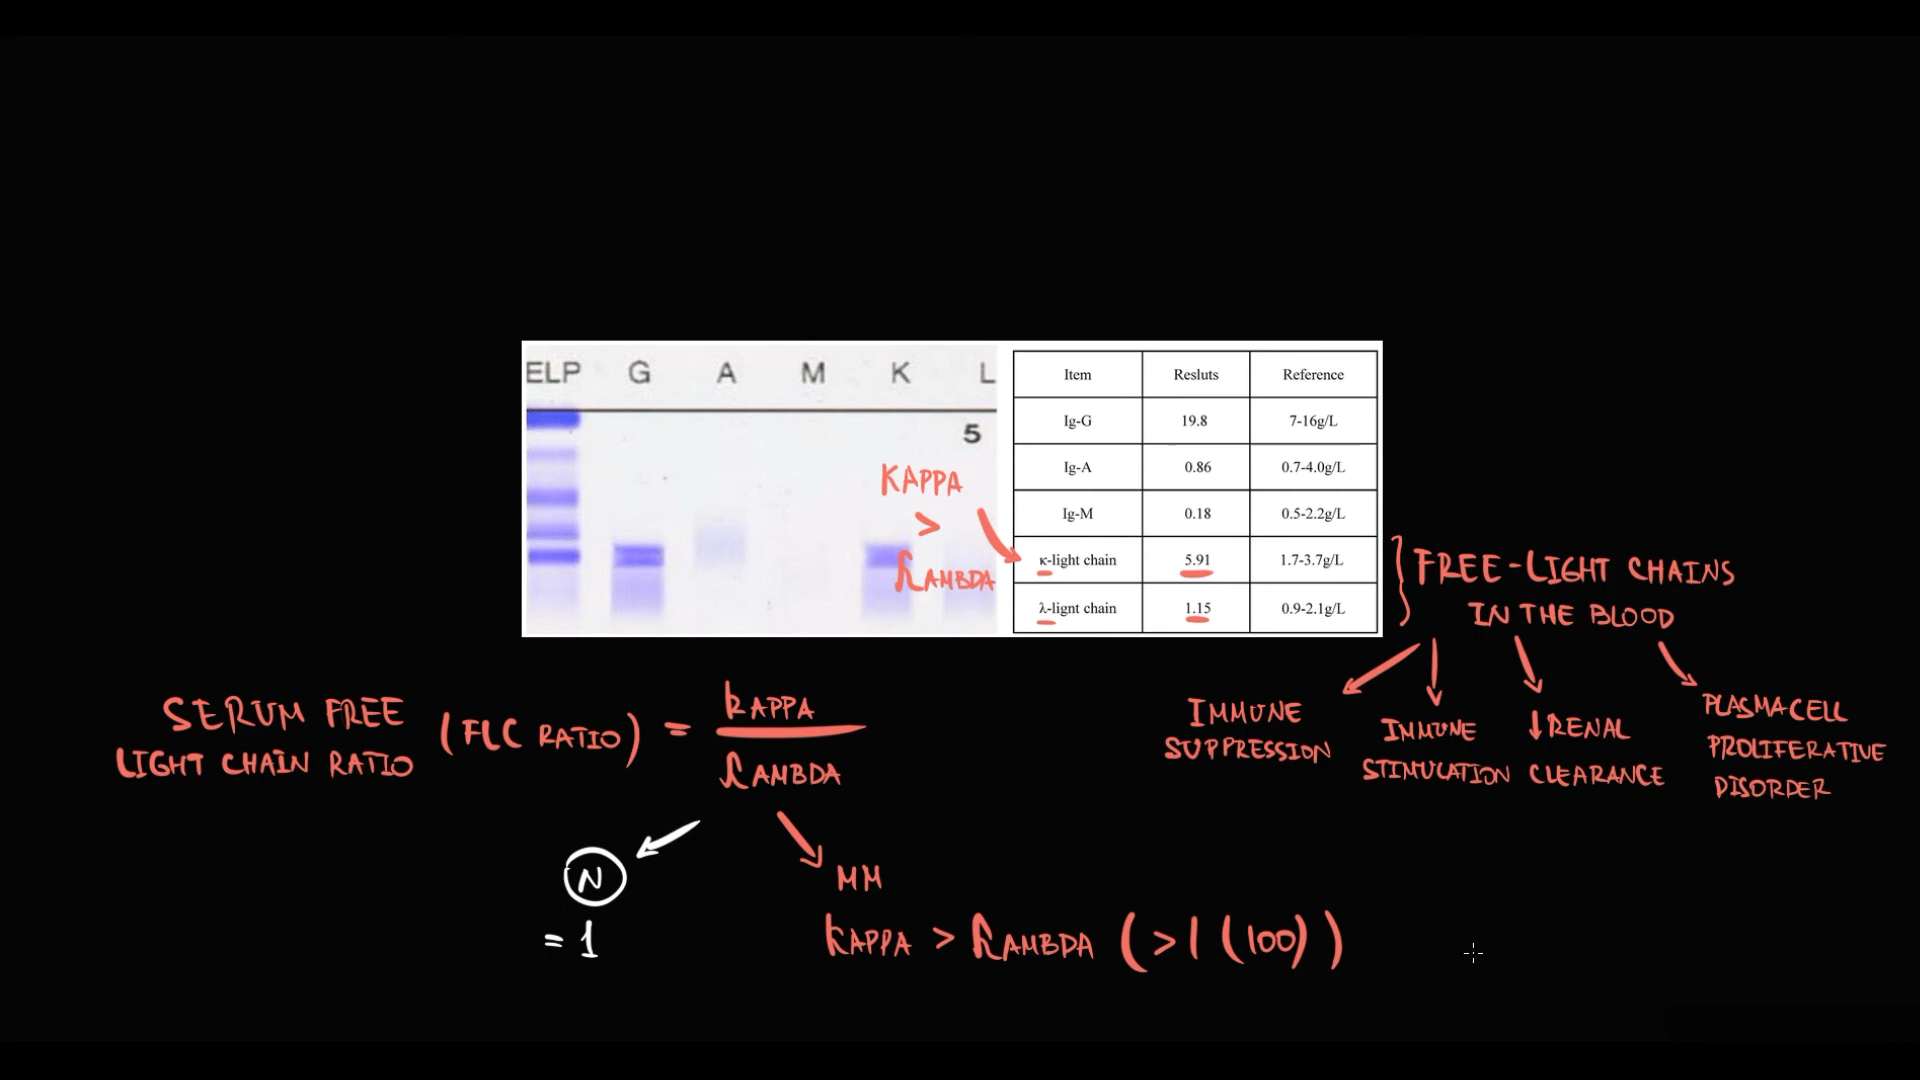 ELP G A M K L
5
KAPPA
>
LAMBDA
Item Resluts Reference
Ig-G 19.8 7-16g/L
Ig-A 0.86 0.7-4.0g/L
Ig-M 0.18 0.5-2.2g/L
κ-light chain 5.91 1.7-3.7g/L
λ-lignt chain 1.15 0.9-2.1g/L
FREE-LIGHT CHAINS
IN THE BLOOD
IMMUNE
SUPPRESSION
IMMUNE
STIMULATION
↓RENAL
CLEARANCE
PLASMA CELL
PROLIFERATIVE
DISORDER
SERUM FREE
LIGHT CHAIN RATIO
(FLC RATIO) =
KAPPA
LAMBDA
N
= 1
MM
KAPPA > LAMBDA (>1 (100))